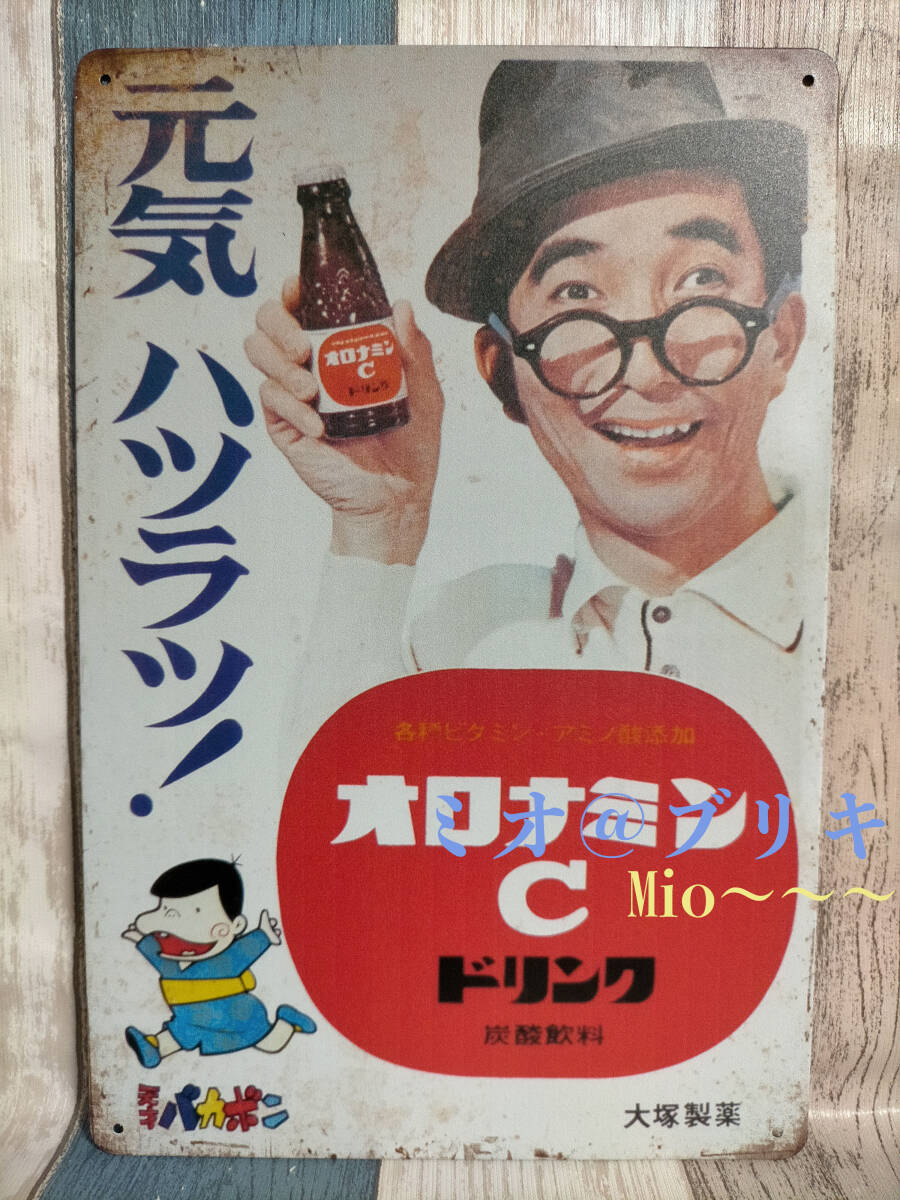 元気ハツラツ!
オロナミン
C
ドリンク
各種ビタミン・アミノ酸添加
オロナミン
C
ドリンク
炭酸飲料
ミオ@ブリキ
Mio〜〜〜
天才バカボン
大塚製薬